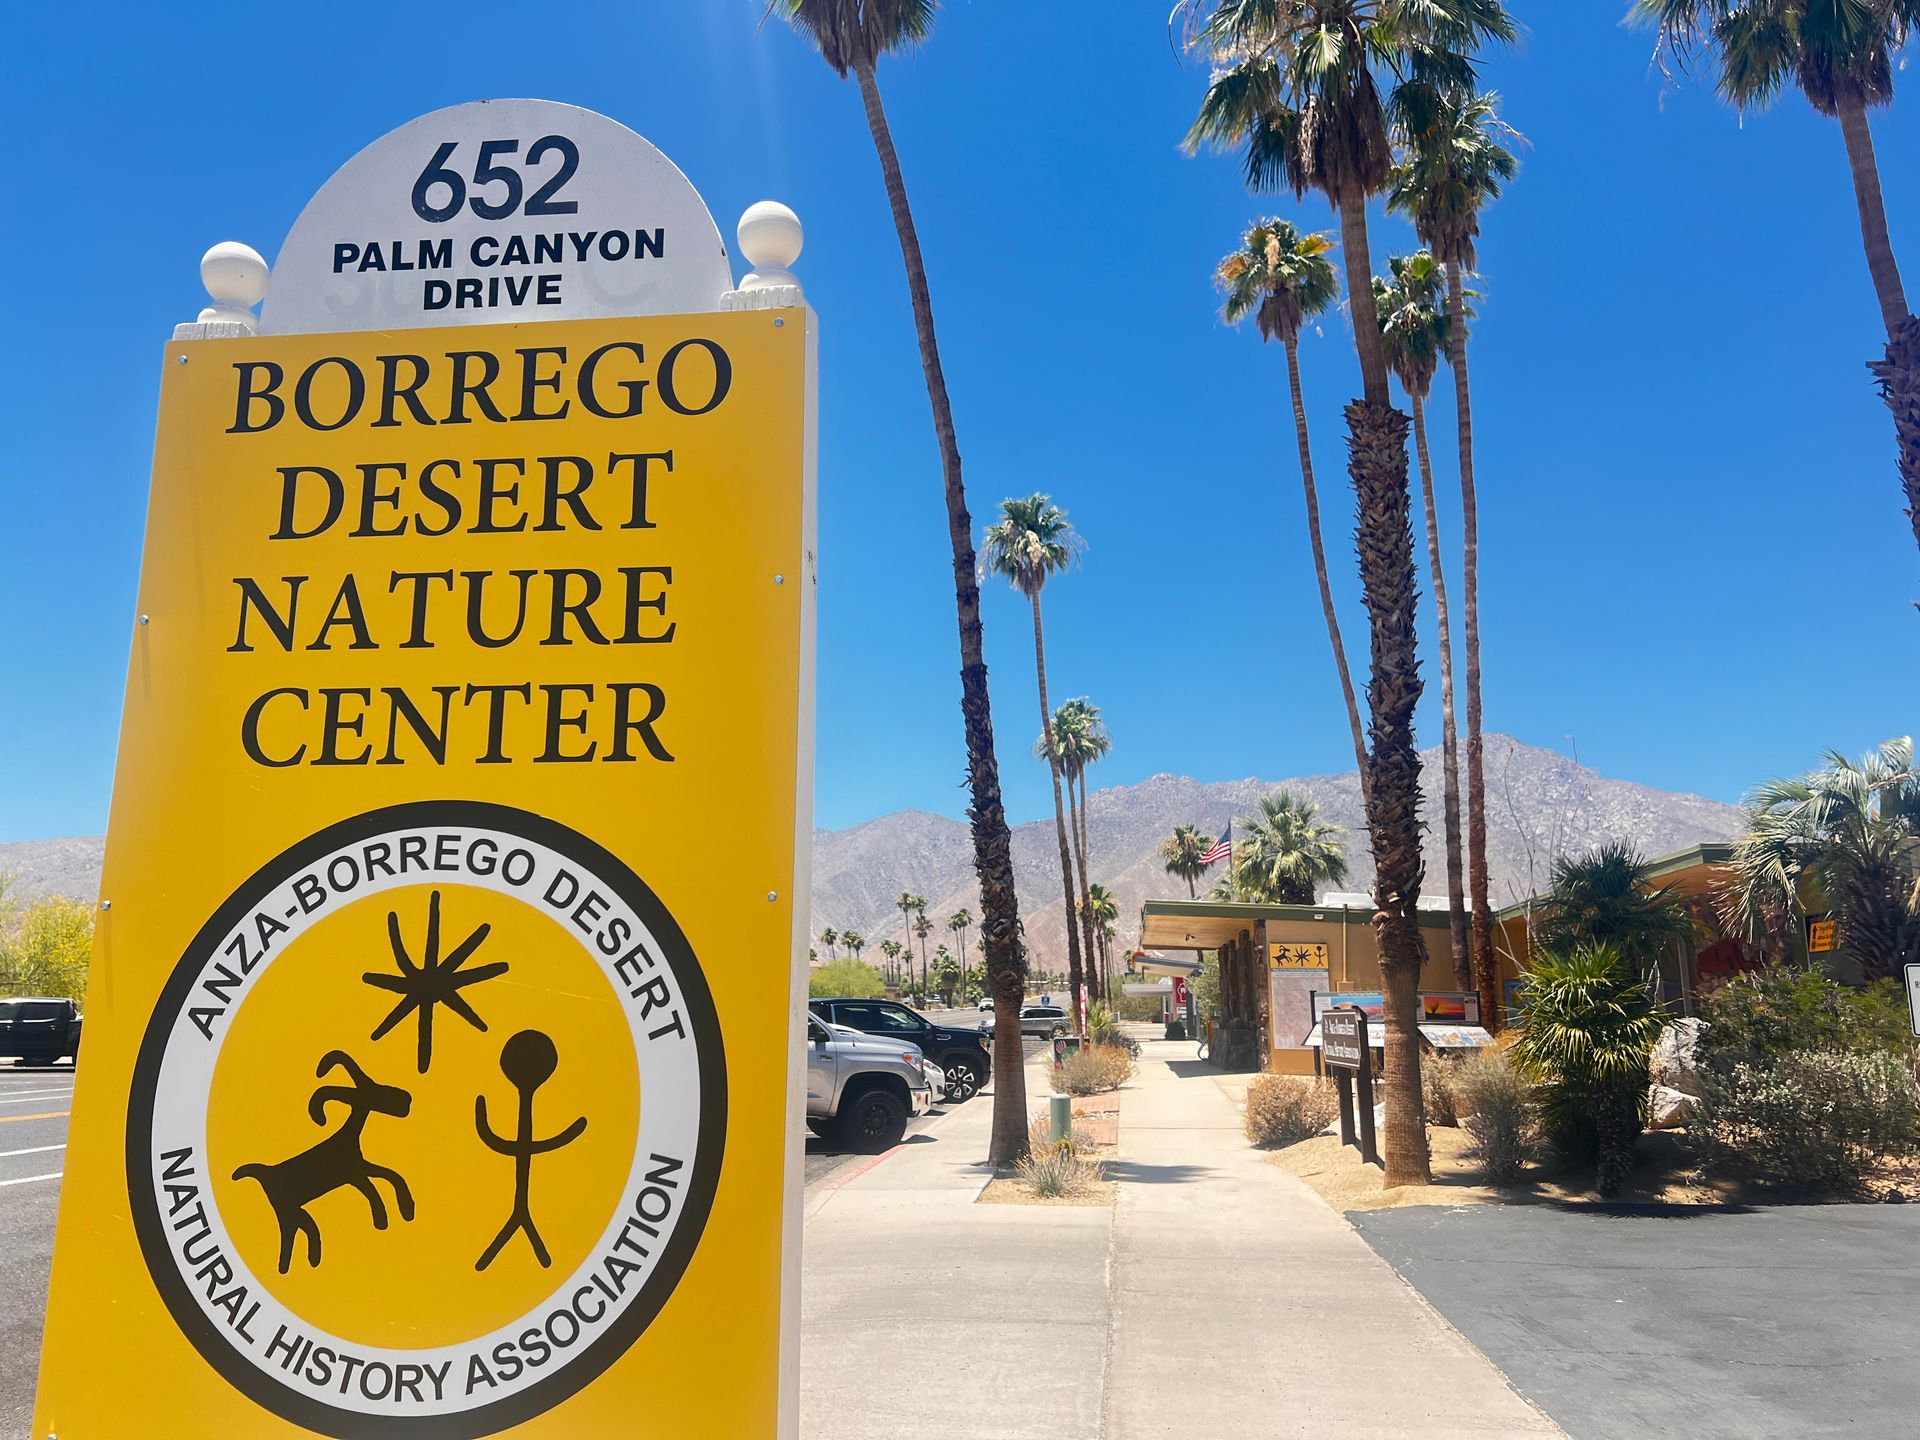 652
PALM CANYON
DRIVE
BORREGO
DESERT
NATURE
CENTER
ANZA-BORREGO DESERT
NATURAL HISTORY ASSOCIATION